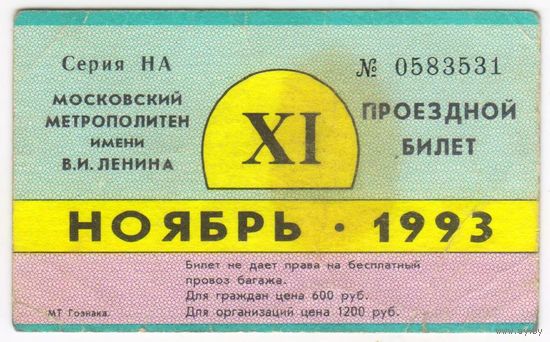 Серия НА
№ 0583531
МОСКОВСКИЙ
МЕТРОПОЛИТЕН
ИМЕНИ
В.И. ЛЕНИНА
XI
ПРОЕЗДНОЙ
БИЛЕТ
НОЯБРЬ · 1993
Билет не дает права на бесплатный
провоз багажа.
Для граждан цена 600 руб.
Для организаций цена 1200 руб.
МТ Гознака.